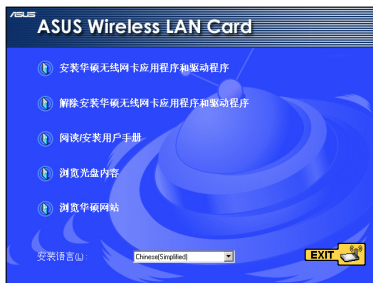 ASUS
ASUS Wireless LAN Card
安装华硕无线网卡应用程序和驱动程序
解除安装华硕无线网卡应用程序和驱动程序
阅读/安装用戶手册
浏览光盘内容
浏览华硕网站
安裝语言(L):
Chinese(Simplified)
EXIT